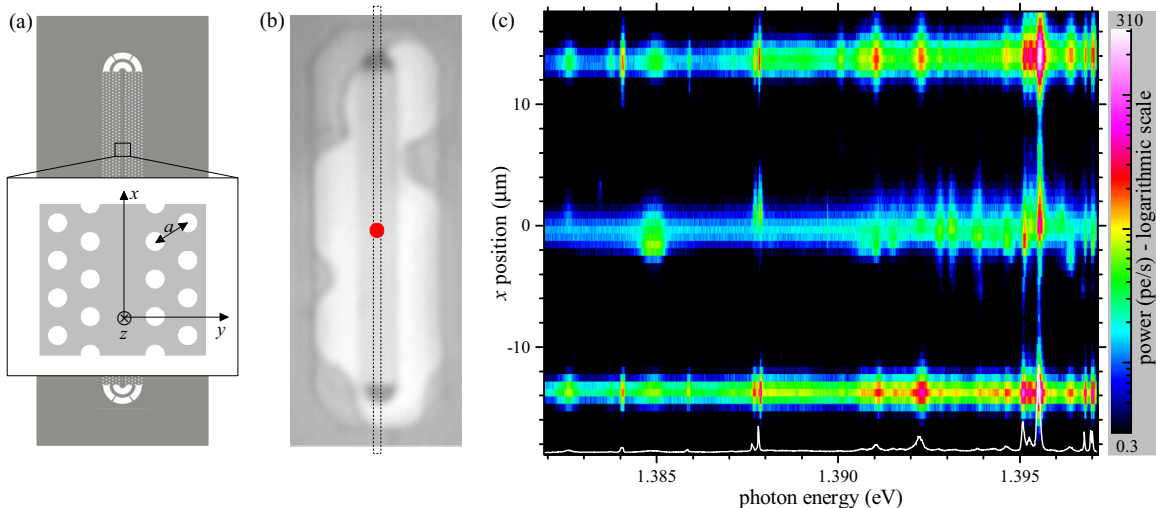 (a)
(b)
(c)
x
a
z
y
x position (µm)
10
0
-10
1.385
1.390
1.395
photon energy (eV)
310
power (pe/s) - logarithmic scale
0.3